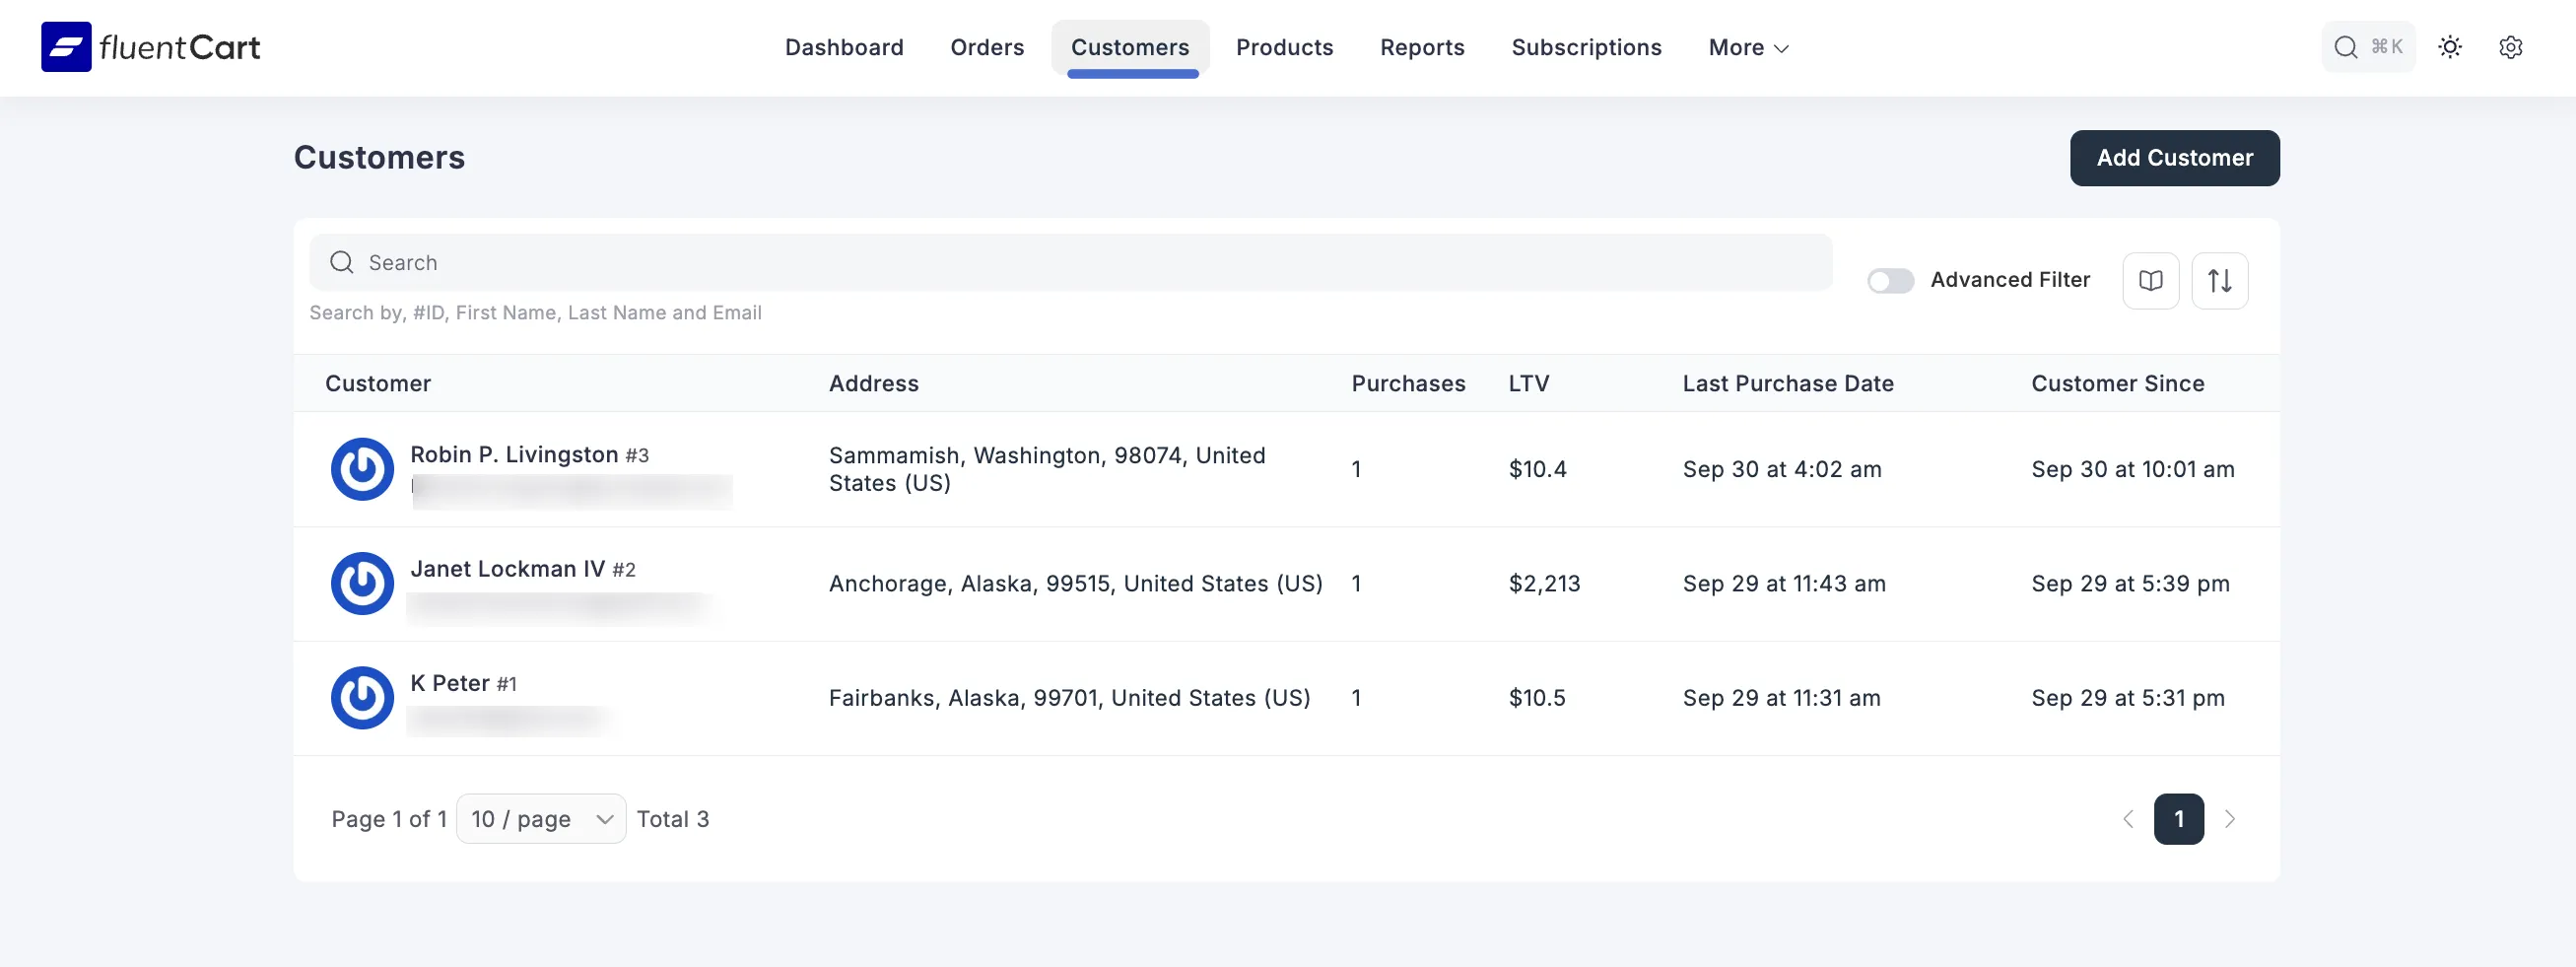 fluentCart
Dashboard Orders Customers Products Reports Subscriptions More
⌘K
Customers
Add Customer
Search
Advanced Filter
Search by, #ID, First Name, Last Name and Email
Customer Address Purchases LTV Last Purchase Date Customer Since
Robin P. Livingston #3
Sammamish, Washington, 98074, United
States (US)
1 $10.4 Sep 30 at 4:02 am Sep 30 at 10:01 am
Janet Lockman IV #2
Anchorage, Alaska, 99515, United States (US) 1 $2,213 Sep 29 at 11:43 am Sep 29 at 5:39 pm
K Peter #1
Fairbanks, Alaska, 99701, United States (US) 1 $10.5 Sep 29 at 11:31 am Sep 29 at 5:31 pm
Page 1 of 1 10 / page Total 3
1